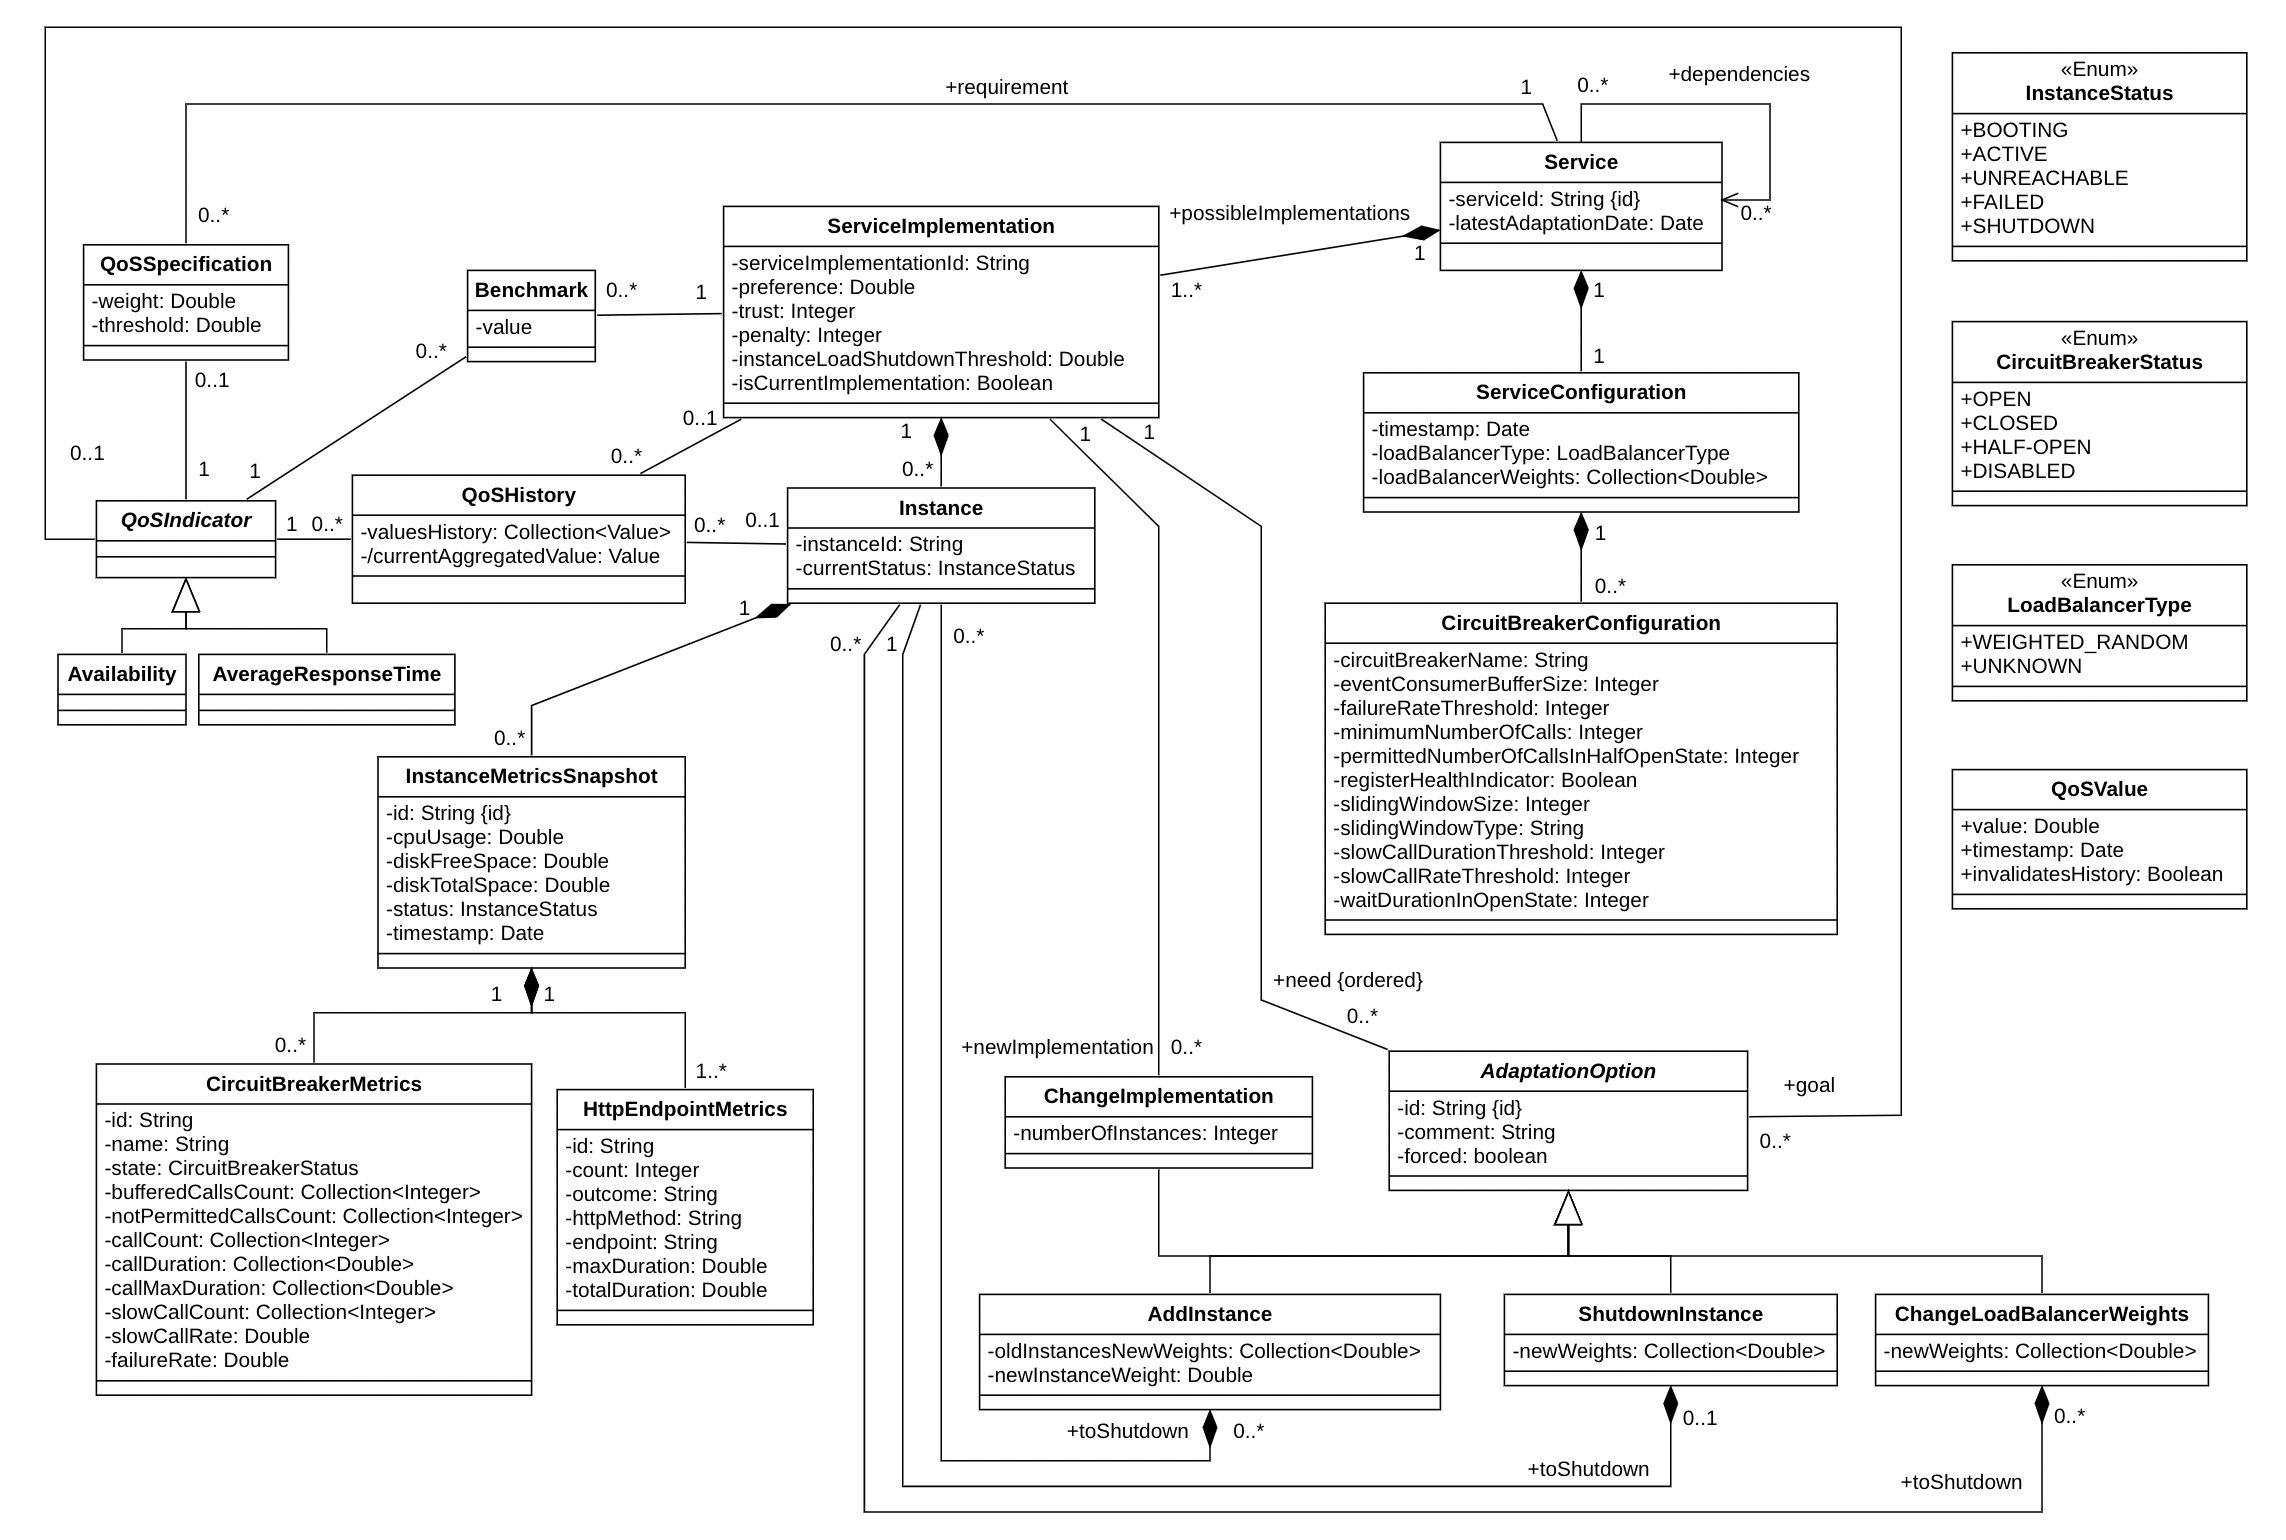 +requirement
1
0..*
+dependencies
0..*
0..*
«Enum»
InstanceStatus
+BOOTING
+ACTIVE
+UNREACHABLE
+FAILED
+SHUTDOWN
Service
-serviceId: String {id}
-latestAdaptationDate: Date
+possibleImplementations
1
1..*
ServiceImplementation
-serviceImplementationId: String
-preference: Double
-trust: Integer
-penalty: Integer
-instanceLoadShutdownThreshold: Double
-isCurrentImplementation: Boolean
QoSSpecification
-weight: Double
-threshold: Double
0..1
Benchmark
-value
0..*
1
0..*
1
1
1
«Enum»
CircuitBreakerStatus
+OPEN
+CLOSED
+HALF-OPEN
+DISABLED
ServiceConfiguration
-timestamp: Date
-loadBalancerType: LoadBalancerType
-loadBalancerWeights: Collection<Double>
0..1
1
1
1
0..1
0..*
0..*
QoSIndicator
1
0..*
QoSHistory
-valuesHistory: Collection<Value>
-/currentAggregatedValue: Value
0..*
0..1
Instance
-instanceId: String
-currentStatus: InstanceStatus
1
0..*
«Enum»
LoadBalancerType
+WEIGHTED_RANDOM
+UNKNOWN
Availability
AverageResponseTime
1
0..*
1
0..*
0..*
CircuitBreakerConfiguration
-circuitBreakerName: String
-eventConsumerBufferSize: Integer
-failureRateThreshold: Integer
-minimumNumberOfCalls: Integer
-permittedNumberOfCallsInHalfOpenState: Integer
-registerHealthIndicator: Boolean
-slidingWindowSize: Integer
-slidingWindowType: String
-slowCallDurationThreshold: Integer
-slowCallRateThreshold: Integer
-waitDurationInOpenState: Integer
QoSValue
+value: Double
+timestamp: Date
+invalidatesHistory: Boolean
InstanceMetricsSnapshot
-id: String {id}
-cpuUsage: Double
-diskFreeSpace: Double
-diskTotalSpace: Double
-status: InstanceStatus
-timestamp: Date
1
1
0..*
1..*
+need {ordered}
0..*
+newImplementation
0..*
CircuitBreakerMetrics
-id: String
-name: String
-state: CircuitBreakerStatus
-bufferedCallsCount: Collection<Integer>
-notPermittedCallsCount: Collection<Integer>
-callCount: Collection<Integer>
-callDuration: Collection<Double>
-callMaxDuration: Collection<Double>
-slowCallCount: Collection<Integer>
-slowCallRate: Double
-failureRate: Double
HttpEndpointMetrics
-id: String
-count: Integer
-outcome: String
-httpMethod: String
-endpoint: String
-maxDuration: Double
-totalDuration: Double
ChangeImplementation
-numberOfInstances: Integer
AdaptationOption
-id: String {id}
-comment: String
-forced: boolean
+goal
0..*
AddInstance
-oldInstancesNewWeights: Collection<Double>
-newInstanceWeight: Double
ShutdownInstance
-newWeights: Collection<Double>
ChangeLoadBalancerWeights
-newWeights: Collection<Double>
+toShutdown
0..*
+toShutdown
0..1
+toShutdown
0..*